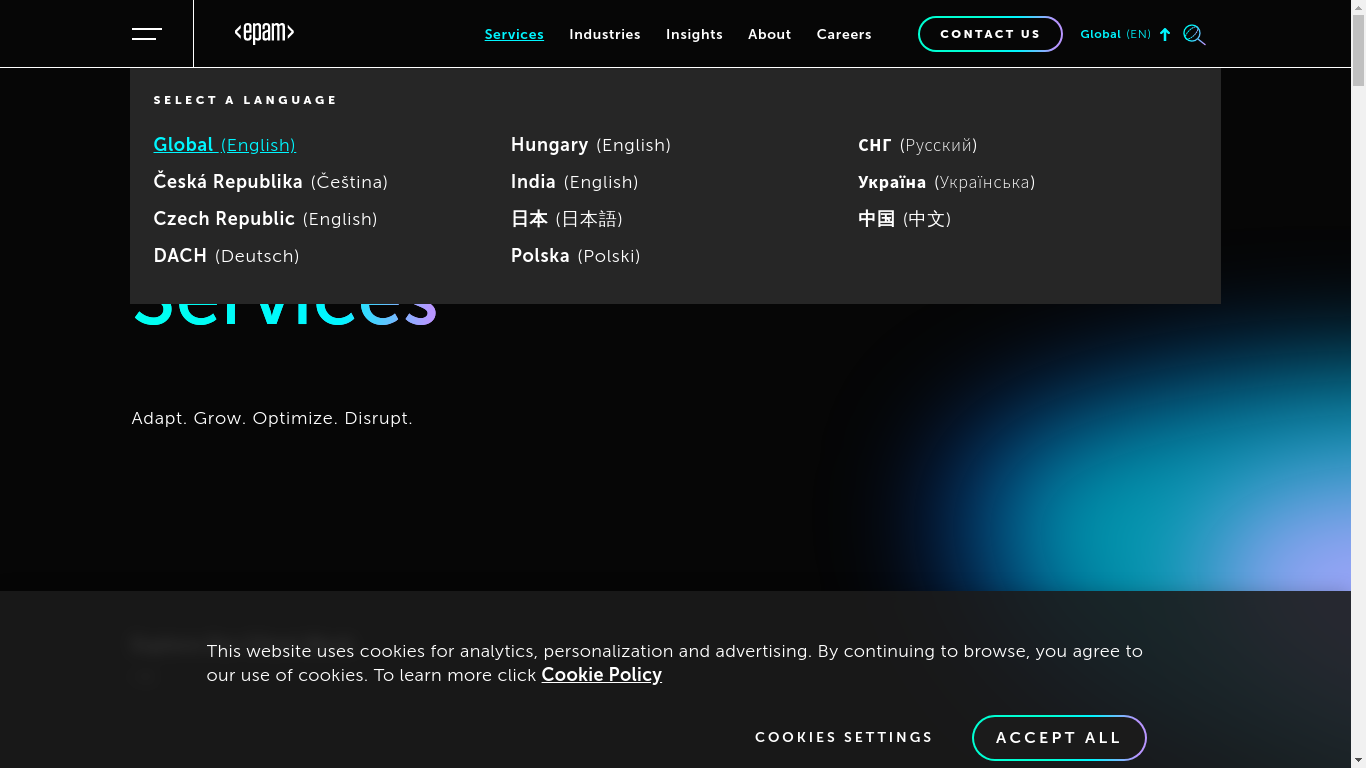 <epam>
Services Industries Insights About Careers CONTACT US Global (EN)
SELECT A LANGUAGE
Global (English)
Česká Republika (Čeština)
Czech Republic (English)
DACH (Deutsch)
Hungary (English)
India (English)
日本 (日本語)
Polska (Polski)
СНГ (Русский)
Україна (Українська)
中国 (中文)
Services
Adapt. Grow. Optimize. Disrupt.
This website uses cookies for analytics, personalization and advertising. By continuing to browse, you agree to
our use of cookies. To learn more click Cookie Policy
COOKIES SETTINGS ACCEPT ALL